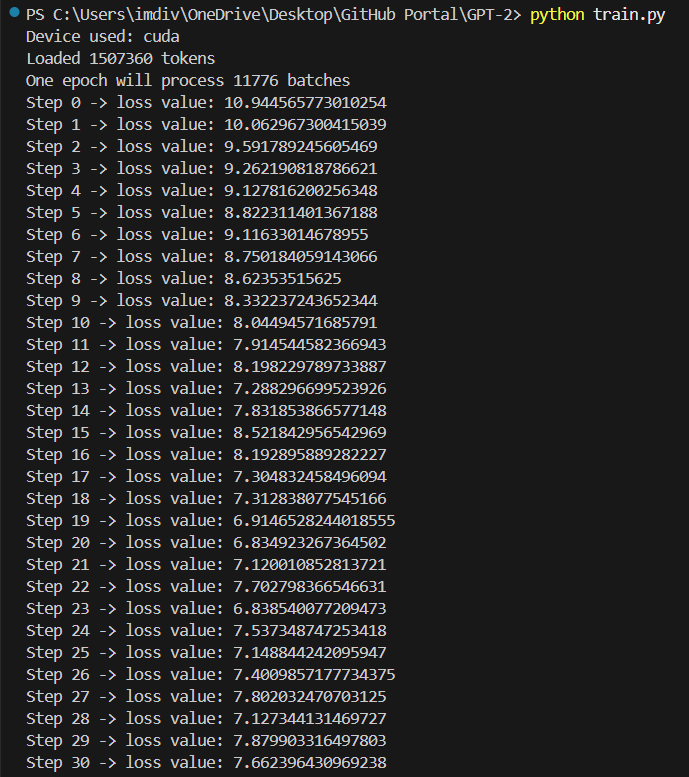 PS C:\Users\imdiv\OneDrive\Desktop\GitHub Portal\GPT-2> python train.py
Device used: cuda
Loaded 1507360 tokens
One epoch will process 11776 batches
Step 0 -> loss value: 10.944565773010254
Step 1 -> loss value: 10.062967300415039
Step 2 -> loss value: 9.591789245605469
Step 3 -> loss value: 9.262190818786621
Step 4 -> loss value: 9.127816200256348
Step 5 -> loss value: 8.822311401367188
Step 6 -> loss value: 9.11633014678955
Step 7 -> loss value: 8.750184059143066
Step 8 -> loss value: 8.62353515625
Step 9 -> loss value: 8.332237243652344
Step 10 -> loss value: 8.04494571685791
Step 11 -> loss value: 7.914544582366943
Step 12 -> loss value: 8.198229789733887
Step 13 -> loss value: 7.288296699523926
Step 14 -> loss value: 7.831853866577148
Step 15 -> loss value: 8.521842956542969
Step 16 -> loss value: 8.192895889282227
Step 17 -> loss value: 7.304832458496094
Step 18 -> loss value: 7.312838077545166
Step 19 -> loss value: 6.9146528244018555
Step 20 -> loss value: 6.834923267364502
Step 21 -> loss value: 7.120010852813721
Step 22 -> loss value: 7.702798366546631
Step 23 -> loss value: 6.838540077209473
Step 24 -> loss value: 7.537348747253418
Step 25 -> loss value: 7.148844242095947
Step 26 -> loss value: 7.4009857177734375
Step 27 -> loss value: 7.802032470703125
Step 28 -> loss value: 7.127344131469727
Step 29 -> loss value: 7.879903316497803
Step 30 -> loss value: 7.662396430969238